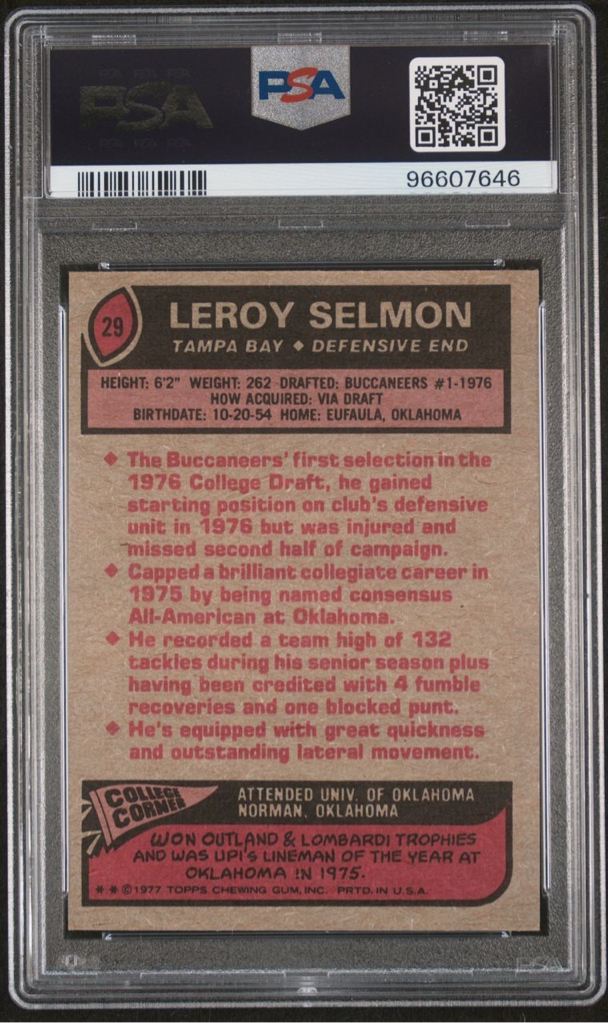 PSA
PSA
96607646
29
LEROY SELMON
TAMPA BAY ◆ DEFENSIVE END
HEIGHT: 6'2" WEIGHT: 262 DRAFTED: BUCCANEERS #1-1976
HOW ACQUIRED: VIA DRAFT
BIRTHDATE: 10-20-54 HOME: EUFAULA, OKLAHOMA
◆ The Buccaneers' first selection in the
1976 College Draft, he gained
starting position on club's defensive
unit in 1976 but was injured and
missed second half of campaign.
◆ Capped a brilliant collegiate career in
1975 by being named consensus
All-American at Oklahoma.
◆ He recorded a team high of 132
tackles during his senior season plus
having been credited with 4 fumble
recoveries and one blocked punt.
◆ He's equipped with great quickness
and outstanding lateral movement.
COLLEGE
CORNER
ATTENDED UNIV. OF OKLAHOMA
NORMAN, OKLAHOMA
WON OUTLAND & LOMBARDI TROPHIES
AND WAS UPI'S LINEMAN OF THE YEAR AT
OKLAHOMA IN 1975.
* * © 1977 TOPPS CHEWING GUM, INC. PRTD. IN U.S.A.
PSA